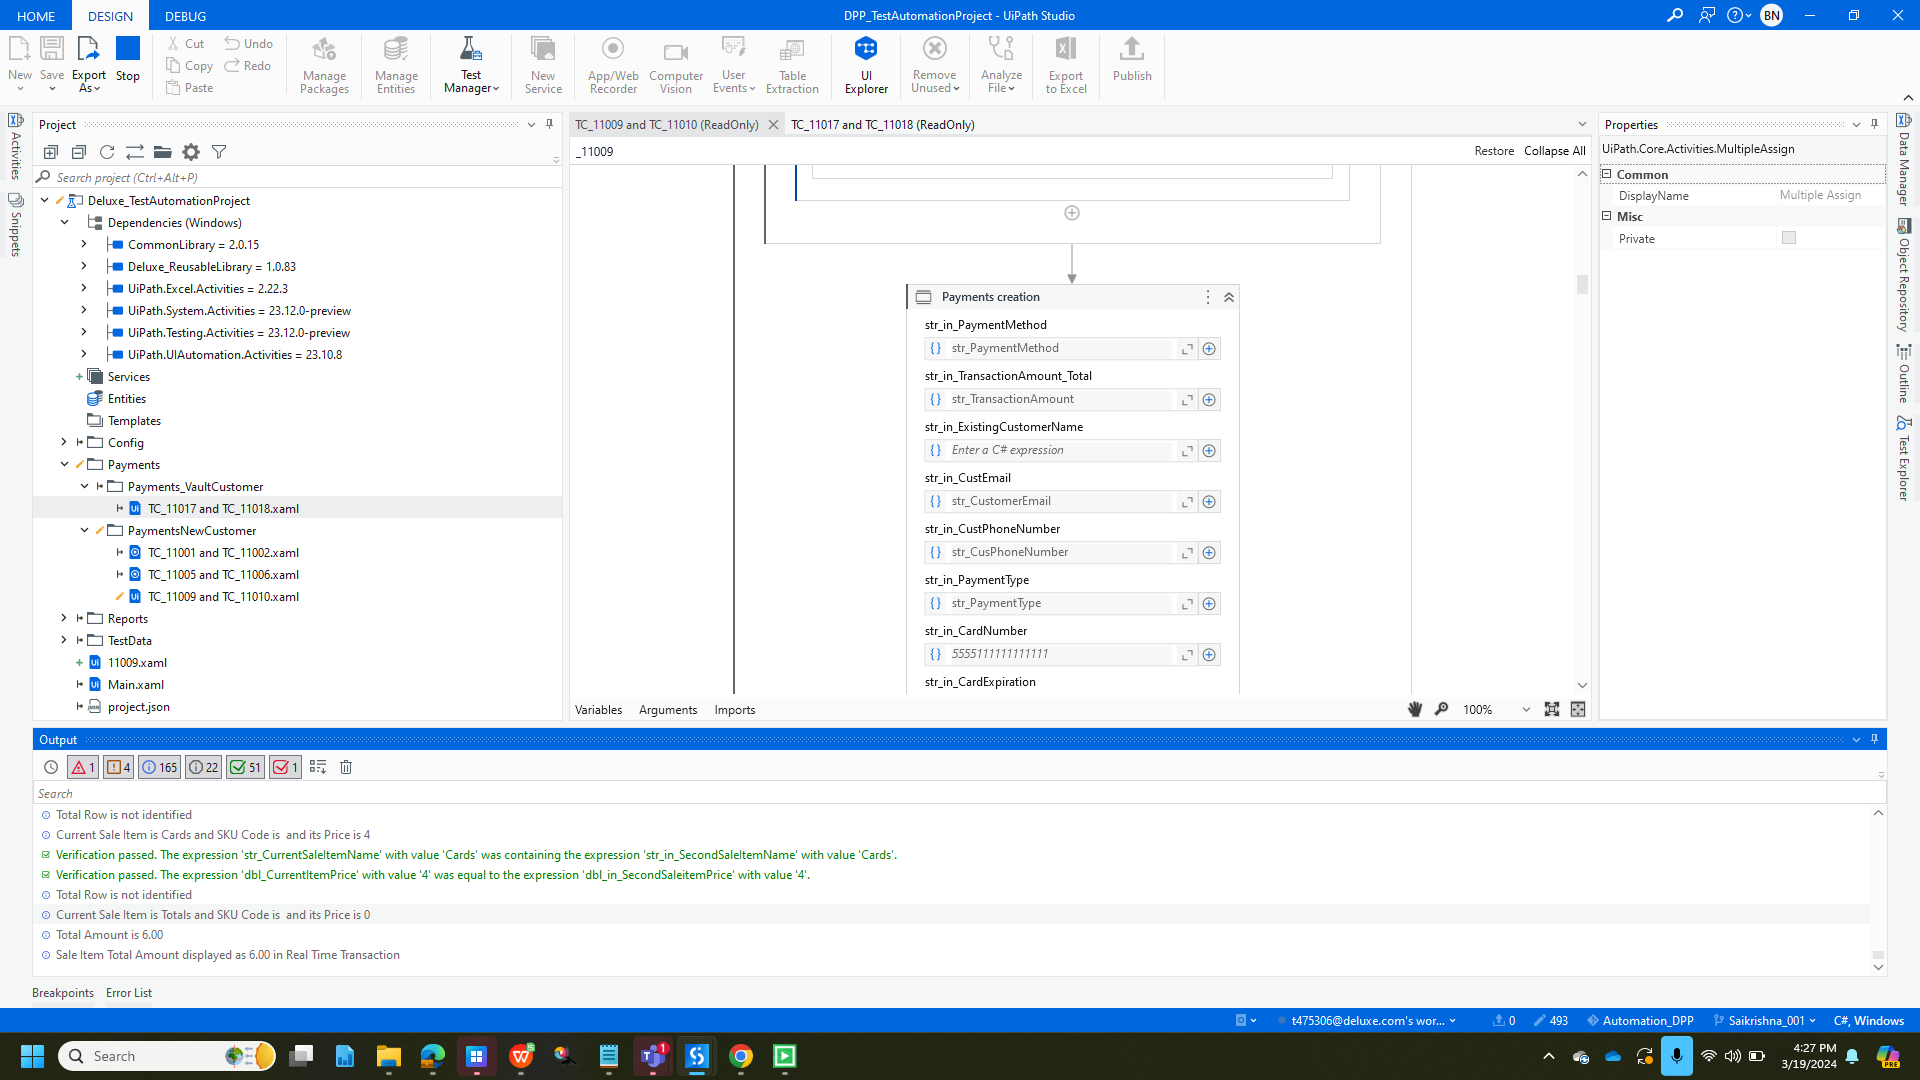 HOME
DESIGN
DEBUG
DPP_TestAutomationProject - UiPath Studio
BN
New
Save
Export As
Stop
Cut
Copy
Paste
Undo
Redo
Manage Packages
Manage Entities
Test Manager
New Service
App/Web Recorder
Computer Vision
User Events
Table Extraction
UI Explorer
Remove Unused
Analyze File
Export to Excel
Publish
Activities
Snippets
Project
Search project (Ctrl+Alt+P)
Deluxe_TestAutomationProject
Dependencies (Windows)
CommonLibrary = 2.0.15
Deluxe_ReusableLibrary = 1.0.83
UiPath.Excel.Activities = 2.22.3
UiPath.System.Activities = 23.12.0-preview
UiPath.Testing.Activities = 23.12.0-preview
UiPath.UIAutomation.Activities = 23.10.8
Services
Entities
Templates
Config
Payments
Payments_VaultCustomer
TC_11017 and TC_11018.xaml
PaymentsNewCustomer
TC_11001 and TC_11002.xaml
TC_11005 and TC_11006.xaml
TC_11009 and TC_11010.xaml
Reports
TestData
11009.xaml
Main.xaml
project.json
TC_11009 and TC_11010 (ReadOnly)
TC_11017 and TC_11018 (ReadOnly)
_11009
Restore
Collapse All
Payments creation
str_in_PaymentMethod
str_PaymentMethod
str_in_TransactionAmount_Total
str_TransactionAmount
str_in_ExistingCustomerName
Enter a C# expression
str_in_CustEmail
str_CustomerEmail
str_in_CustPhoneNumber
str_CusPhoneNumber
str_in_PaymentType
str_PaymentType
str_in_CardNumber
5555111111111111
str_in_CardExpiration
Variables
Arguments
Imports
100%
Properties
UiPath.Core.Activities.MultipleAssign
Common
DisplayName
Multiple Assign
Misc
Private
Data Manager
Object Repository
Outline
Test Explorer
Output
1
4
165
22
51
1
Search
Total Row is not identified
Current Sale Item is Cards and SKU Code is  and its Price is 4
Verification passed. The expression 'str_CurrentSaleItemName' with value 'Cards' was containing the expression 'str_in_SecondSaleItemName' with value 'Cards'.
Verification passed. The expression 'dbl_CurrentItemPrice' with value '4' was equal to the expression 'dbl_in_SecondSaleitemPrice' with value '4'.
Total Row is not identified
Current Sale Item is Totals and SKU Code is  and its Price is 0
Total Amount is 6.00
Sale Item Total Amount displayed as 6.00 in Real Time Transaction
Breakpoints
Error List
t475306@deluxe.com's wor...
0
493
Automation_DPP
Saikrishna_001
C#, Windows
Search
1
4:27 PM
3/19/2024
PRE